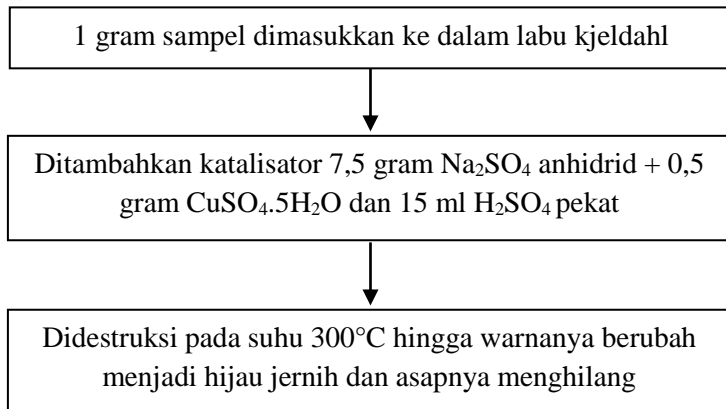 1 gram sampel dimasukkan ke dalam labu kjeldahl
Ditambahkan katalisator 7,5 gram Na₂SO₄ anhidrid + 0,5
gram CuSO₄.5H₂O dan 15 ml H₂SO₄ pekat
Didestruksi pada suhu 300°C hingga warnanya berubah
menjadi hijau jernih dan asapnya menghilang